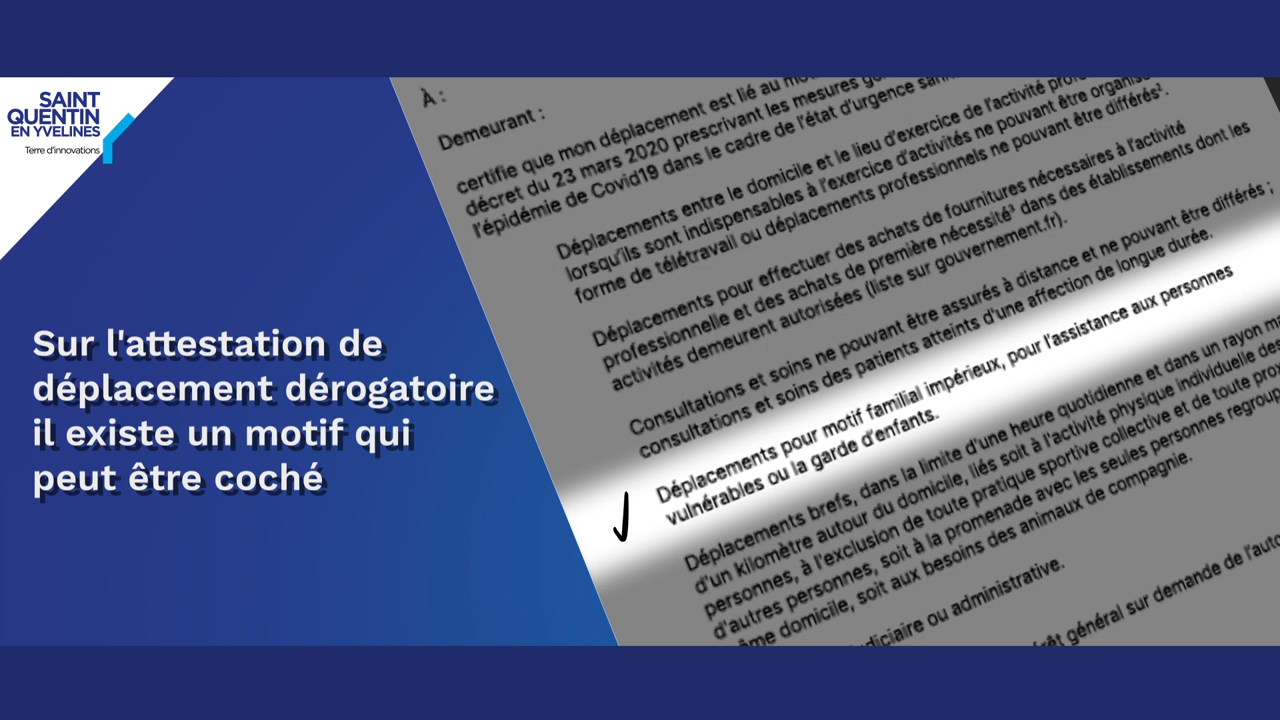 SAINT
QUENTIN
EN YVELINES
Terre d'innovations
Sur l'attestation de
déplacement dérogatoire
il existe un motif qui
peut être coché
À :
Demeurant :
certifie que mon déplacement est lié au
décret du 23 mars 2020 prescrivant les mesures
l'épidémie de Covid19 dans le cadre de l'état d'urgence
Déplacements entre le domicile et le lieu d'exercice de l'activité
lorsqu'ils sont indispensables à l'exercice d'activités ne pouvant être
forme de télétravail ou déplacements professionnels ne pouvant être différés².
Déplacements pour effectuer des achats de fournitures nécessaires à l'activité
professionnelle et des achats de première nécessité³ dans des établissements dont les
activités demeurent autorisées (liste sur gouvernement.fr).
Consultations et soins ne pouvant être assurés à distance et ne pouvant être différés ;
consultations et soins des patients atteints d'une affection de longue durée.
Déplacements pour motif familial impérieux, pour l'assistance aux personnes
vulnérables ou la garde d'enfants.
Déplacements brefs, dans la limite d'une heure quotidienne et dans un rayon
d'un kilomètre autour du domicile, liés soit à l'activité physique individuelle des
personnes, à l'exclusion de toute pratique sportive collective et de toute
d'autres personnes, soit à la promenade avec les seules personnes
domicile, soit aux besoins des animaux de compagnie.
ou administrative.
général sur demande de